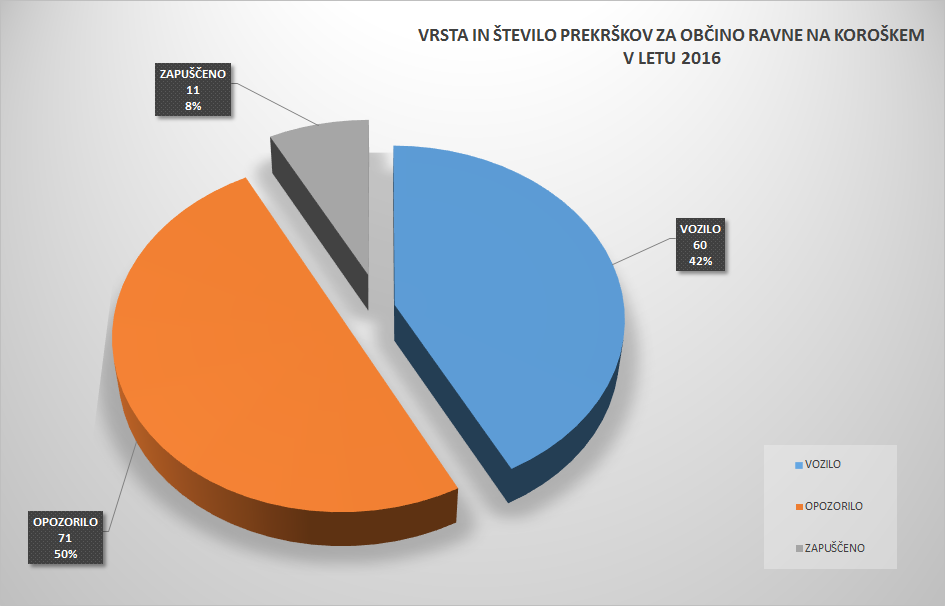 VRSTA IN ŠTEVILO PREKRŠKOV ZA OBČINO RAVNE NA KOROŠKEM
V LETU 2016
ZAPUŠČENO
11
8%
VOZILO
60
42%
OPOZORILO
71
50%
VOZILO
OPOZORILO
ZAPUŠČENO